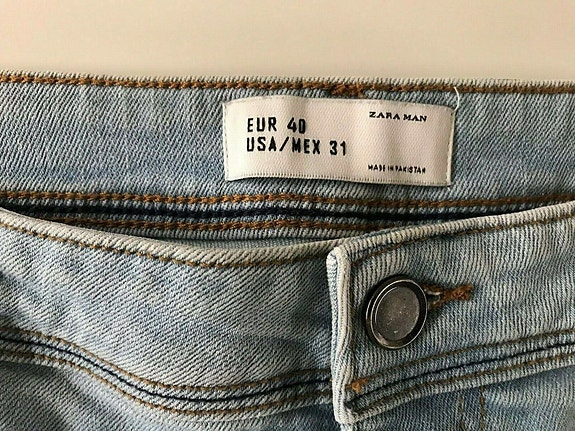 ZARA MAN
EUR 40
USA/MEX 31
MADE IN PAKISTAN